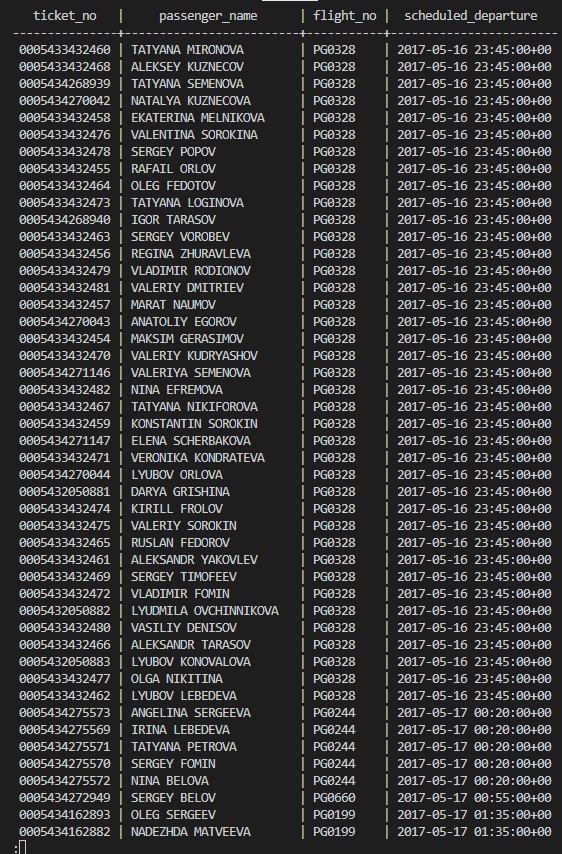 ticket_no | passenger_name | flight_no | scheduled_departure
---------------+----------------------+-----------+------------------------
0005433432460 | TATYANA MIRONOVA | PG0328 | 2017-05-16 23:45:00+00
0005433432468 | ALEKSEY KUZNECOV | PG0328 | 2017-05-16 23:45:00+00
0005434268939 | TATYANA SEMENOVA | PG0328 | 2017-05-16 23:45:00+00
0005434270042 | NATALYA KUZNECOVA | PG0328 | 2017-05-16 23:45:00+00
0005433432458 | EKATERINA MELNIKOVA | PG0328 | 2017-05-16 23:45:00+00
0005433432476 | VALENTINA SOROKINA | PG0328 | 2017-05-16 23:45:00+00
0005433432478 | SERGEY POPOV | PG0328 | 2017-05-16 23:45:00+00
0005433432455 | RAFAIL ORLOV | PG0328 | 2017-05-16 23:45:00+00
0005433432464 | OLEG FEDOTOV | PG0328 | 2017-05-16 23:45:00+00
0005433432473 | TATYANA LOGINOVA | PG0328 | 2017-05-16 23:45:00+00
0005434268940 | IGOR TARASOV | PG0328 | 2017-05-16 23:45:00+00
0005433432463 | SERGEY VOROBEV | PG0328 | 2017-05-16 23:45:00+00
0005433432456 | REGINA ZHURAVLEVA | PG0328 | 2017-05-16 23:45:00+00
0005433432479 | VLADIMIR RODIONOV | PG0328 | 2017-05-16 23:45:00+00
0005433432481 | VALERIY DMITRIEV | PG0328 | 2017-05-16 23:45:00+00
0005433432457 | MARAT NAUMOV | PG0328 | 2017-05-16 23:45:00+00
0005434270043 | ANATOLIY EGOROV | PG0328 | 2017-05-16 23:45:00+00
0005433432454 | MAKSIM GERASIMOV | PG0328 | 2017-05-16 23:45:00+00
0005433432470 | VALERIY KUDRYASHOV | PG0328 | 2017-05-16 23:45:00+00
0005434271146 | VALERIYA SEMENOVA | PG0328 | 2017-05-16 23:45:00+00
0005433432482 | NINA EFREMOVA | PG0328 | 2017-05-16 23:45:00+00
0005433432467 | TATYANA NIKIFOROVA | PG0328 | 2017-05-16 23:45:00+00
0005433432459 | KONSTANTIN SOROKIN | PG0328 | 2017-05-16 23:45:00+00
0005434271147 | ELENA SCHERBAKOVA | PG0328 | 2017-05-16 23:45:00+00
0005433432471 | VERONIKA KONDRATEVA | PG0328 | 2017-05-16 23:45:00+00
0005434270044 | LYUBOV ORLOVA | PG0328 | 2017-05-16 23:45:00+00
0005432050881 | DARYA GRISHINA | PG0328 | 2017-05-16 23:45:00+00
0005433432474 | KIRILL FROLOV | PG0328 | 2017-05-16 23:45:00+00
0005433432475 | VALERIY SOROKIN | PG0328 | 2017-05-16 23:45:00+00
0005433432465 | RUSLAN FEDOROV | PG0328 | 2017-05-16 23:45:00+00
0005433432461 | ALEKSANDR YAKOVLEV | PG0328 | 2017-05-16 23:45:00+00
0005433432469 | SERGEY TIMOFEEV | PG0328 | 2017-05-16 23:45:00+00
0005433432472 | VLADIMIR FOMIN | PG0328 | 2017-05-16 23:45:00+00
0005432050882 | LYUDMILA OVCHINNIKOVA | PG0328 | 2017-05-16 23:45:00+00
0005433432480 | VASILIY DENISOV | PG0328 | 2017-05-16 23:45:00+00
0005433432466 | ALEKSANDR TARASOV | PG0328 | 2017-05-16 23:45:00+00
0005432050883 | LYUBOV KONOVALOVA | PG0328 | 2017-05-16 23:45:00+00
0005433432477 | OLGA NIKITINA | PG0328 | 2017-05-16 23:45:00+00
0005433432462 | LYUBOV LEBEDEVA | PG0328 | 2017-05-16 23:45:00+00
0005434275573 | ANGELINA SERGEEVA | PG0244 | 2017-05-17 00:20:00+00
0005434275569 | IRINA LEBEDEVA | PG0244 | 2017-05-17 00:20:00+00
0005434275571 | TATYANA PETROVA | PG0244 | 2017-05-17 00:20:00+00
0005434275570 | SERGEY FOMIN | PG0244 | 2017-05-17 00:20:00+00
0005434275572 | NINA BELOVA | PG0244 | 2017-05-17 00:20:00+00
0005434272949 | SERGEY BELOV | PG0660 | 2017-05-17 00:55:00+00
0005434162893 | OLEG SERGEEV | PG0199 | 2017-05-17 01:35:00+00
0005434162882 | NADEZHDA MATVEEVA | PG0199 | 2017-05-17 01:35:00+00
: